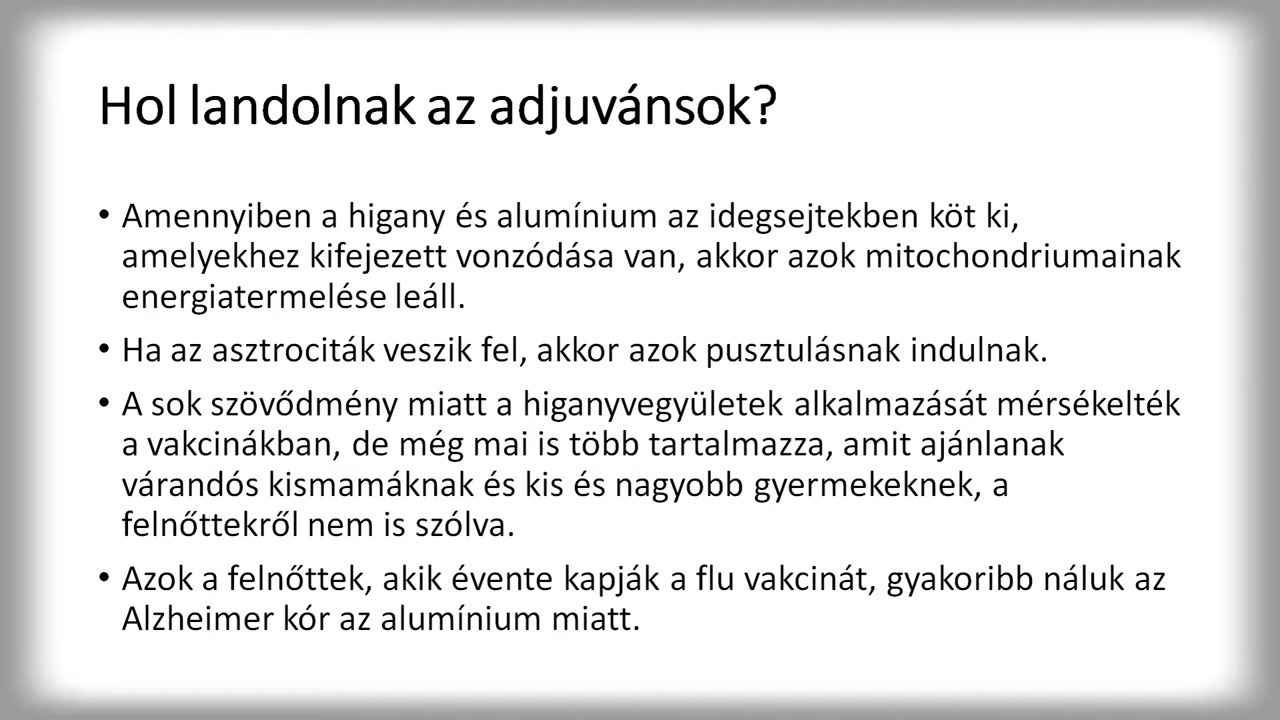 Hol landolnak az adjuvánsok?
• Amennyiben a higany és alumínium az idegsejtekben köt ki,
amelyekhez kifejezett vonzódása van, akkor azok mitochondriumainak
energiatermelése leáll.
• Ha az asztrociták veszik fel, akkor azok pusztulásnak indulnak.
• A sok szövődmény miatt a higanyvegyületek alkalmazását mérsékelték
a vakcinákban, de még mai is több tartalmazza, amit ajánlanak
várandós kismamáknak és kis és nagyobb gyermekeknek, a
felnőttekről nem is szólva.
• Azok a felnőttek, akik évente kapják a flu vakcinát, gyakoribb náluk az
Alzheimer kór az alumínium miatt.